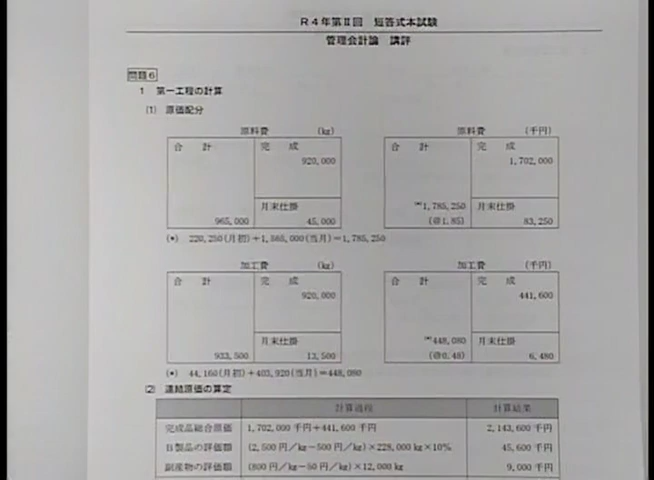 R4年第Ⅱ回 短答式本試験
管理会計論 講評
問題6
1 第一工程の計算
(1) 原価配分
原料費 (kg)
合計 完成
920,000
月末仕掛
965,000 45,000
原料費 (千円)
合計 完成
1,702,000
(*)1,785,250 月末仕掛
(@1.85) 83,250
(*) 220,250(月初)+1,565,000(当月)=1,785,250
加工費 (kg)
合計 完成
920,000
月末仕掛
933,500 13,500
加工費 (千円)
合計 完成
441,600
(*)448,080 月末仕掛
(@0.48) 6,480
(*) 44,160(月初)+403,920(当月)=448,080
(2) 連結原価の算定
計算過程 計算結果
完成品総合原価 1,702,000千円+441,600千円 2,143,600千円
B製品の評価額 (2,500円/kg-500円/kg)×228,000kg×10% 45,600千円
副産物の評価額 (800円/kg-50円/kg)×12,000kg 9,000千円